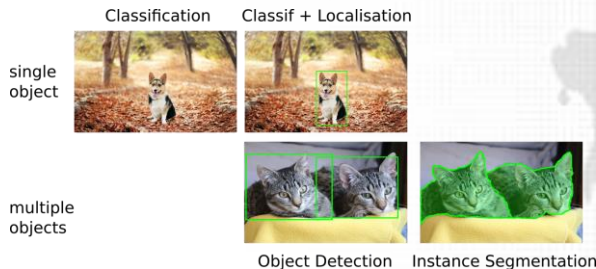 Classification
Classif + Localisation
single
object
multiple
objects
Object Detection
Instance Segmentation